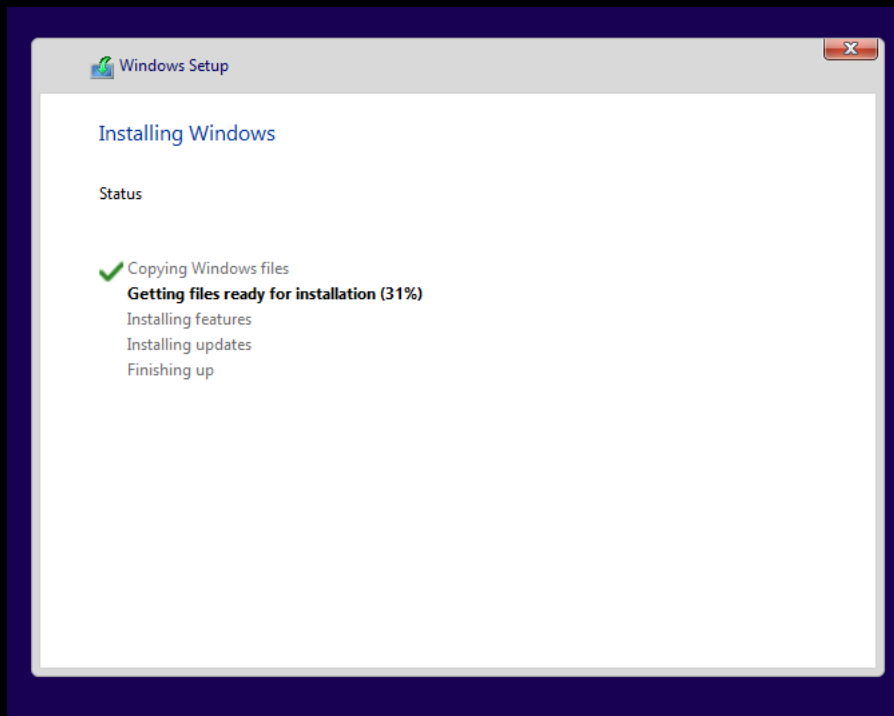 Windows Setup
Installing Windows
Status
Copying Windows files
Getting files ready for installation (31%)
Installing features
Installing updates
Finishing up